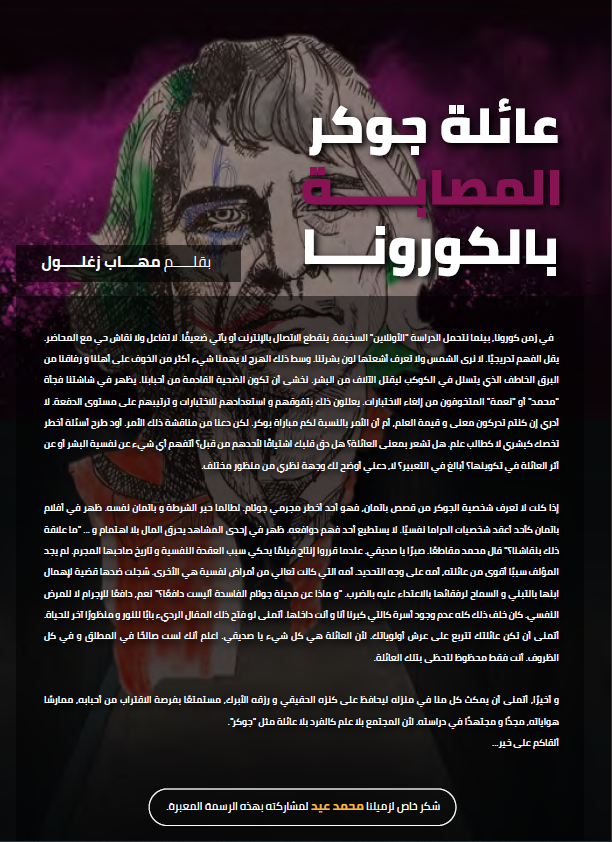 عائلة جوكر
المصابة
بالكورونا
بقلم مهاب زغلول
في زمن كورونا، بينما نتحمل الدراسة "الأونلاين" السخيفة. ينقطع الاتصال بالإنترنت أو يأتي ضعيفًا. لا تفاعل ولا نقاش حي مع المحاضر.
يقل الفهم تدريجيًا. لا نرى الشمس ولا تعرف أشعتها لون بشرتنا. وسط ذلك الهرج لا يهمنا شيء أكثر من الخوف على أهلنا و رفاقنا من
البرق الخاطف الذي يتسلل في الكوكب ليقتل الآلاف من البشر. نخشى أن تكون الضحية القادمة من أحبابنا. يظهر في شاشتنا فجأة
"محمد" أو "نعمة" المتخوفون من إلغاء الاختبارات. يعللون ذلك بتفوقهم و استعدادهم للاختبارات و ترتيبهم على مستوى الدفعة. لا
أدري إن كنتم تدركون معنى و قيمة العلم، أم أن الأمر بالنسبة لكم مباراة بوكر. لكن دعنا من مناقشة ذلك الأمر. أود طرح أسئلة أخطر
تخصك كبشري لا كطالب علم. هل تشعر بمعنى العائلة؟ هل دق قلبك اشتياقًا لأحدهم من قبل؟ أتفهم أي شيء عن نفسية البشر أو عن
أثر العائلة في تكوينها؟ أبالغ في التعبير؟ لا، دعني أوضح لك وجهة نظري من منظور مختلف.
إذا كنت لا تعرف شخصية الجوكر من قصص باتمان، فهو أحد أخطر مجرمي جوثام. لطالما حير الشرطة و باتمان نفسه. ظهر في أفلام
باتمان كأحد أعقد شخصيات الدراما نفسيًا. لا يستطيع أحد فهم دوافعه. ظهر في إحدى المشاهد يحرق المال بلا اهتمام و ... "ما علاقة
ذلك بنقاشنا؟" قال محمد مقاطعًا. صبرًا يا صديقي. عندما قرروا إنتاج فيلمًا يحكي سبب العقدة النفسية و تاريخ صاحبها المجرم. لم يجد
المؤلف سببًا أقوى من عائلته، أمه على وجه التحديد. أمه التي كانت تعاني من أمراض نفسية هي الأخرى. سُجلت ضدها قضية لإهمال
ابنها بالتبني و السماح لرفقائها بالاعتداء عليه بالضرب. "و ماذا عن مدينة جوثام الفاسدة أليست دافعًا؟" نعم، دافعًا للإجرام لا للمرض
النفسي. كان خلف ذلك كله عدم وجود أسرة كالتي كبرنا أنا و أنت داخلها. أتمنى لو فتح ذلك المقال الرديء بابًا للنور و منظورًا آخر للحياة.
أتمنى أن تكن عائلتك تتربع على عرش أولوياتك. لأن العائلة هي كل شيء يا صديقي. اعلم أنك لست صالحًا في المطلق و في كل
الظروف. أنت فقط محظوظ لتحظى بتلك العائلة.
و أخيرًا، أتمنى أن يمكث كل منا في منزله ليحافظ على كنزه الحقيقي و رزقه الأبرك، مستمتعًا بفرصة الاقتراب من أحبابه، ممارسًا
هواياته، مجدًا و مجتهدًا في دراسته. لأن المجتمع بلا علم كالفرد بلا عائلة مثل "جوكر".
ألقاكم على خير...
شكر خاص لزميلنا محمد عيد لمشاركته بهذه الرسمة المعبرة.